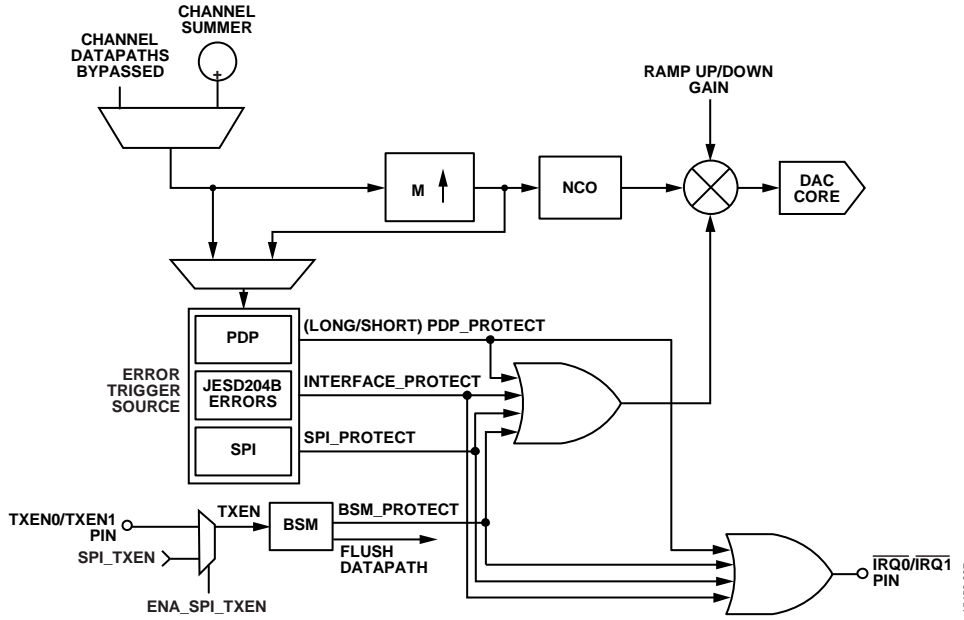 CHANNEL
SUMMER
CHANNEL
DATAPATHS
BYPASSED
+
RAMP UP/DOWN
GAIN
M
NCO
DAC
CORE
(LONG/SHORT) PDP_PROTECT
PDP
ERROR
TRIGGER
SOURCE
JESD204B
ERRORS
INTERFACE_PROTECT
SPI
SPI_PROTECT
TXEN0/TXEN1
PIN
TXEN
BSM
BSM_PROTECT
SPI_TXEN
FLUSH
DATAPATH
ENA_SPI_TXEN
IRQ0/IRQ1
PIN